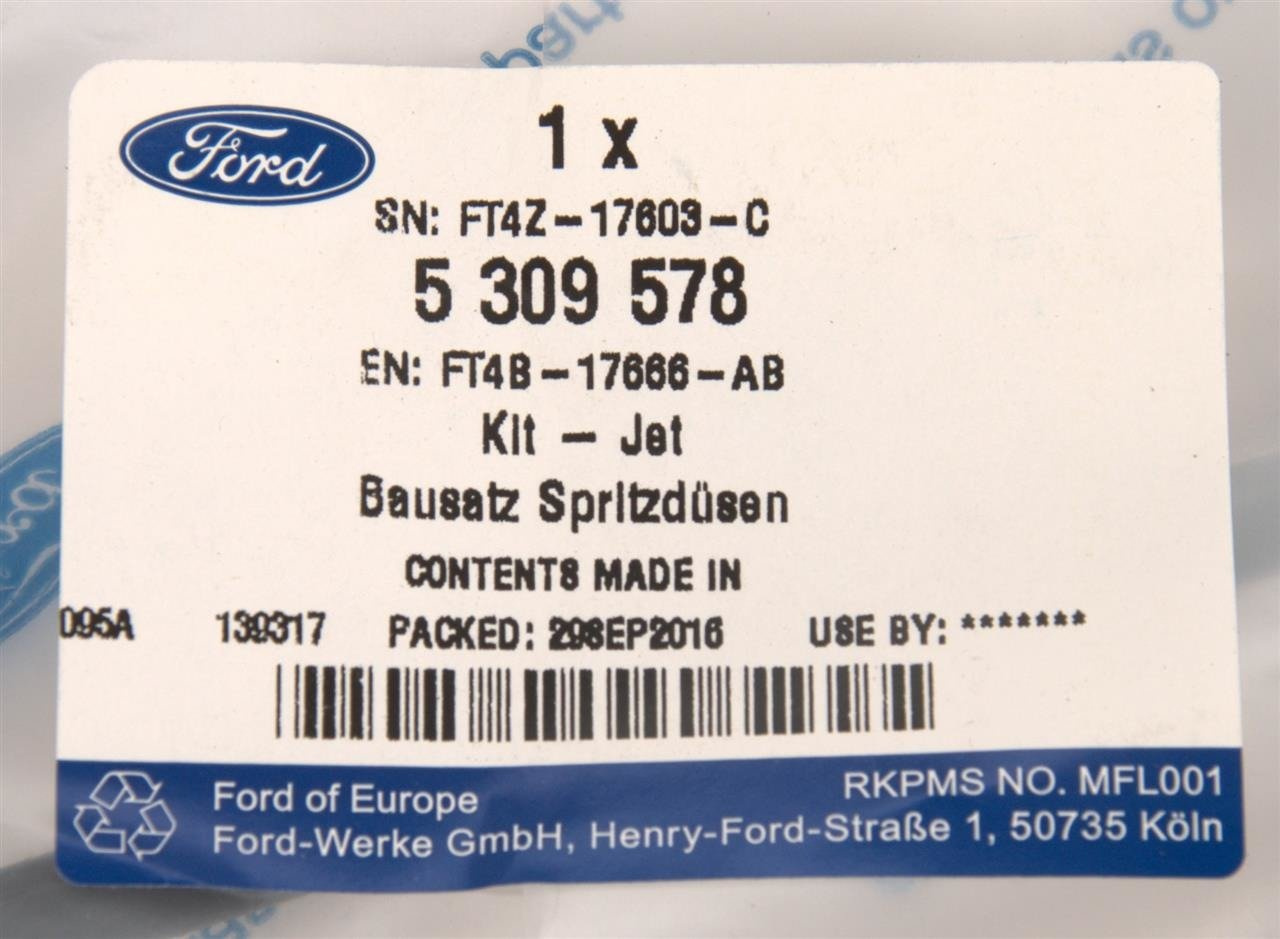 Ford
1 x
SN: FT4Z-17603-C
5 309 578
EN: FT4B-17666-AB
Kit - Jet
Bausatz Spritzdüsen
CONTENTS MADE IN
095A 139317 PACKED: 29SEP2016 USE BY: *******
RKPMS NO. MFL001
Ford of Europe
Ford-Werke GmbH, Henry-Ford-Straße 1, 50735 Köln